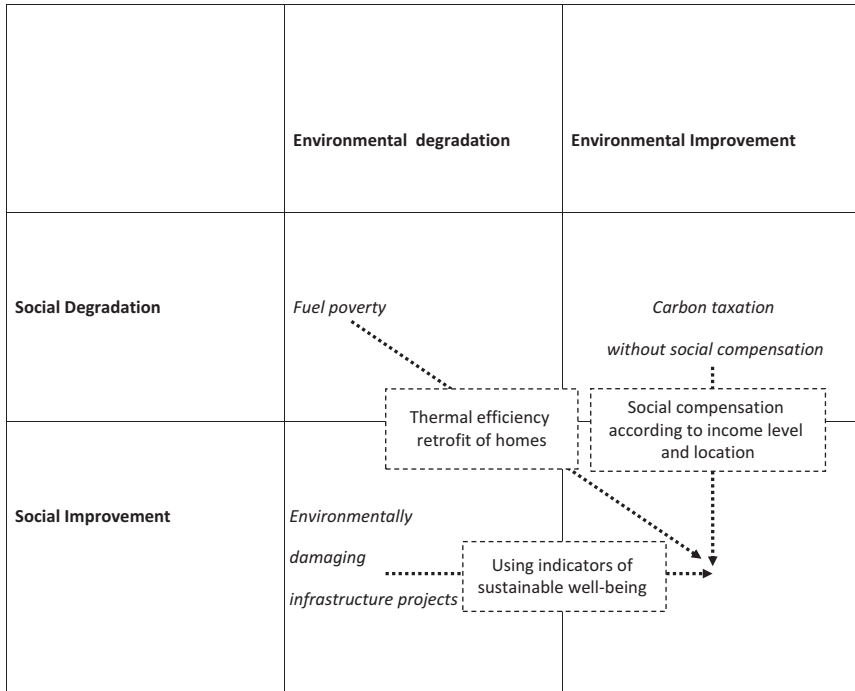 Environmental degradation
Environmental Improvement
Social Degradation
Fuel poverty
Carbon taxation
without social compensation
Thermal efficiency
retrofit of homes
Social compensation
according to income level
and location
Social Improvement
Environmentally
damaging
infrastructure projects
Using indicators of
sustainable well-being